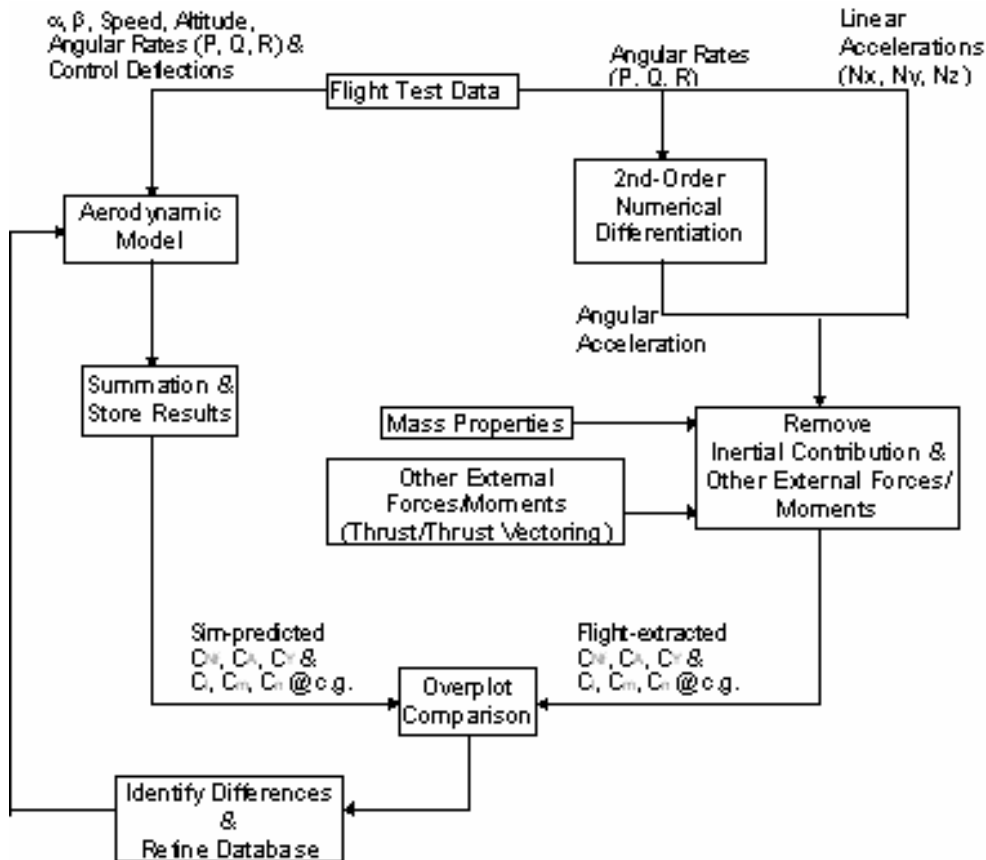 α, β, Speed, Altitude,
Angular Rates (P, Q, R) &
Control Deflections
Flight Test Data
Angular Rates
(P, Q, R)
Linear
Accelerations
(Nx, Ny, Nz)
2nd-Order
Numerical
Differentiation
Aerodynamic
Model
Angular
Acceleration
Summation &
Store Results
Mass Properties
Other External
Forces/Moments
(Thrust/Thrust Vectoring)
Remove
Inertial Contribution &
Other External Forces/
Moments
Sim-predicted
CN, CA, CY &
Cl, Cm, Cn @ c.g.
Flight-extracted
CN, CA, CY &
Cl, Cm, Cn @ c.g.
Overplot
Comparison
Identify Differences
&
Refine Database